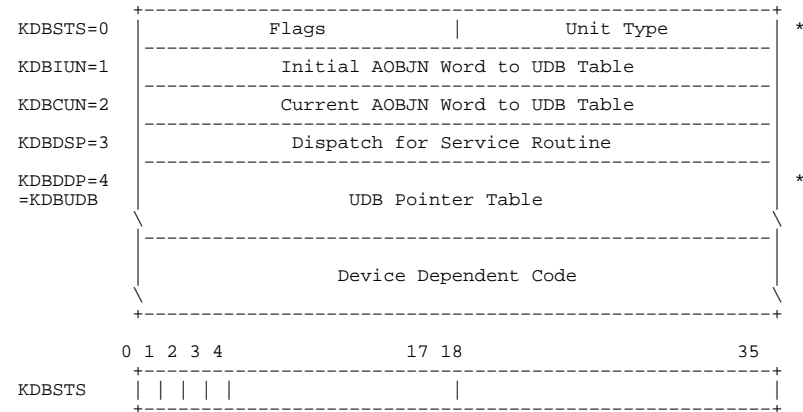 KDBSTS=0 Flags | Unit Type *
KDBIUN=1 Initial AOBJN Word to UDB Table
KDBCUN=2 Current AOBJN Word to UDB Table
KDBDSP=3 Dispatch for Service Routine
KDBDDP=4 *
=KDBUDB UDB Pointer Table
Device Dependent Code
0 1 2 3 4 17 18 35
KDBSTS